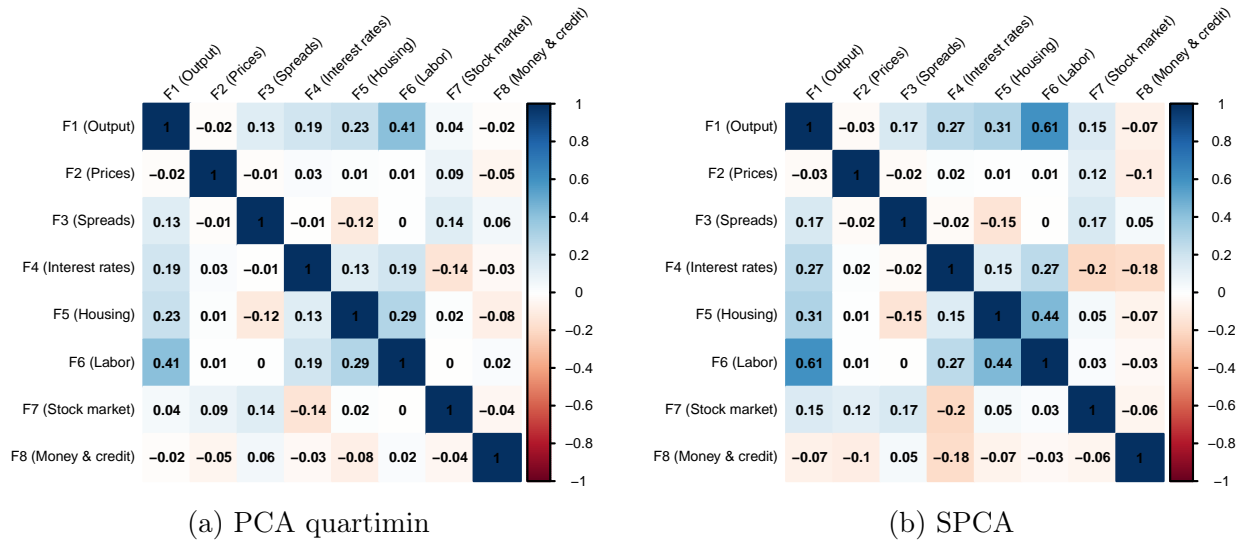 F1 (Output) F2 (Prices) F3 (Spreads) F4 (Interest rates) F5 (Housing) F6 (Labor) F7 (Stock market) F8 (Money & credit)
F1 (Output) 1 −0.02 0.13 0.19 0.23 0.41 0.04 −0.02
F2 (Prices) −0.02 1 −0.01 0.03 0.01 0.01 0.09 −0.05
F3 (Spreads) 0.13 −0.01 1 −0.01 −0.12 0 0.14 0.06
F4 (Interest rates) 0.19 0.03 −0.01 1 0.13 0.19 −0.14 −0.03
F5 (Housing) 0.23 0.01 −0.12 0.13 1 0.29 0.02 −0.08
F6 (Labor) 0.41 0.01 0 0.19 0.29 1 0 0.02
F7 (Stock market) 0.04 0.09 0.14 −0.14 0.02 0 1 −0.04
F8 (Money & credit) −0.02 −0.05 0.06 −0.03 −0.08 0.02 −0.04 1
1
0.8
0.6
0.4
0.2
0
−0.2
−0.4
−0.6
−0.8
−1
(a) PCA quartimin
F1 (Output) F2 (Prices) F3 (Spreads) F4 (Interest rates) F5 (Housing) F6 (Labor) F7 (Stock market) F8 (Money & credit)
F1 (Output) 1 −0.03 0.17 0.27 0.31 0.61 0.15 −0.07
F2 (Prices) −0.03 1 −0.02 0.02 0.01 0.01 0.12 −0.1
F3 (Spreads) 0.17 −0.02 1 −0.02 −0.15 0 0.17 0.05
F4 (Interest rates) 0.27 0.02 −0.02 1 0.15 0.27 −0.2 −0.18
F5 (Housing) 0.31 0.01 −0.15 0.15 1 0.44 0.05 −0.07
F6 (Labor) 0.61 0.01 0 0.27 0.44 1 0.03 −0.03
F7 (Stock market) 0.15 0.12 0.17 −0.2 0.05 0.03 1 −0.06
F8 (Money & credit) −0.07 −0.1 0.05 −0.18 −0.07 −0.03 −0.06 1
1
0.8
0.6
0.4
0.2
0
−0.2
−0.4
−0.6
−0.8
−1
(b) SPCA